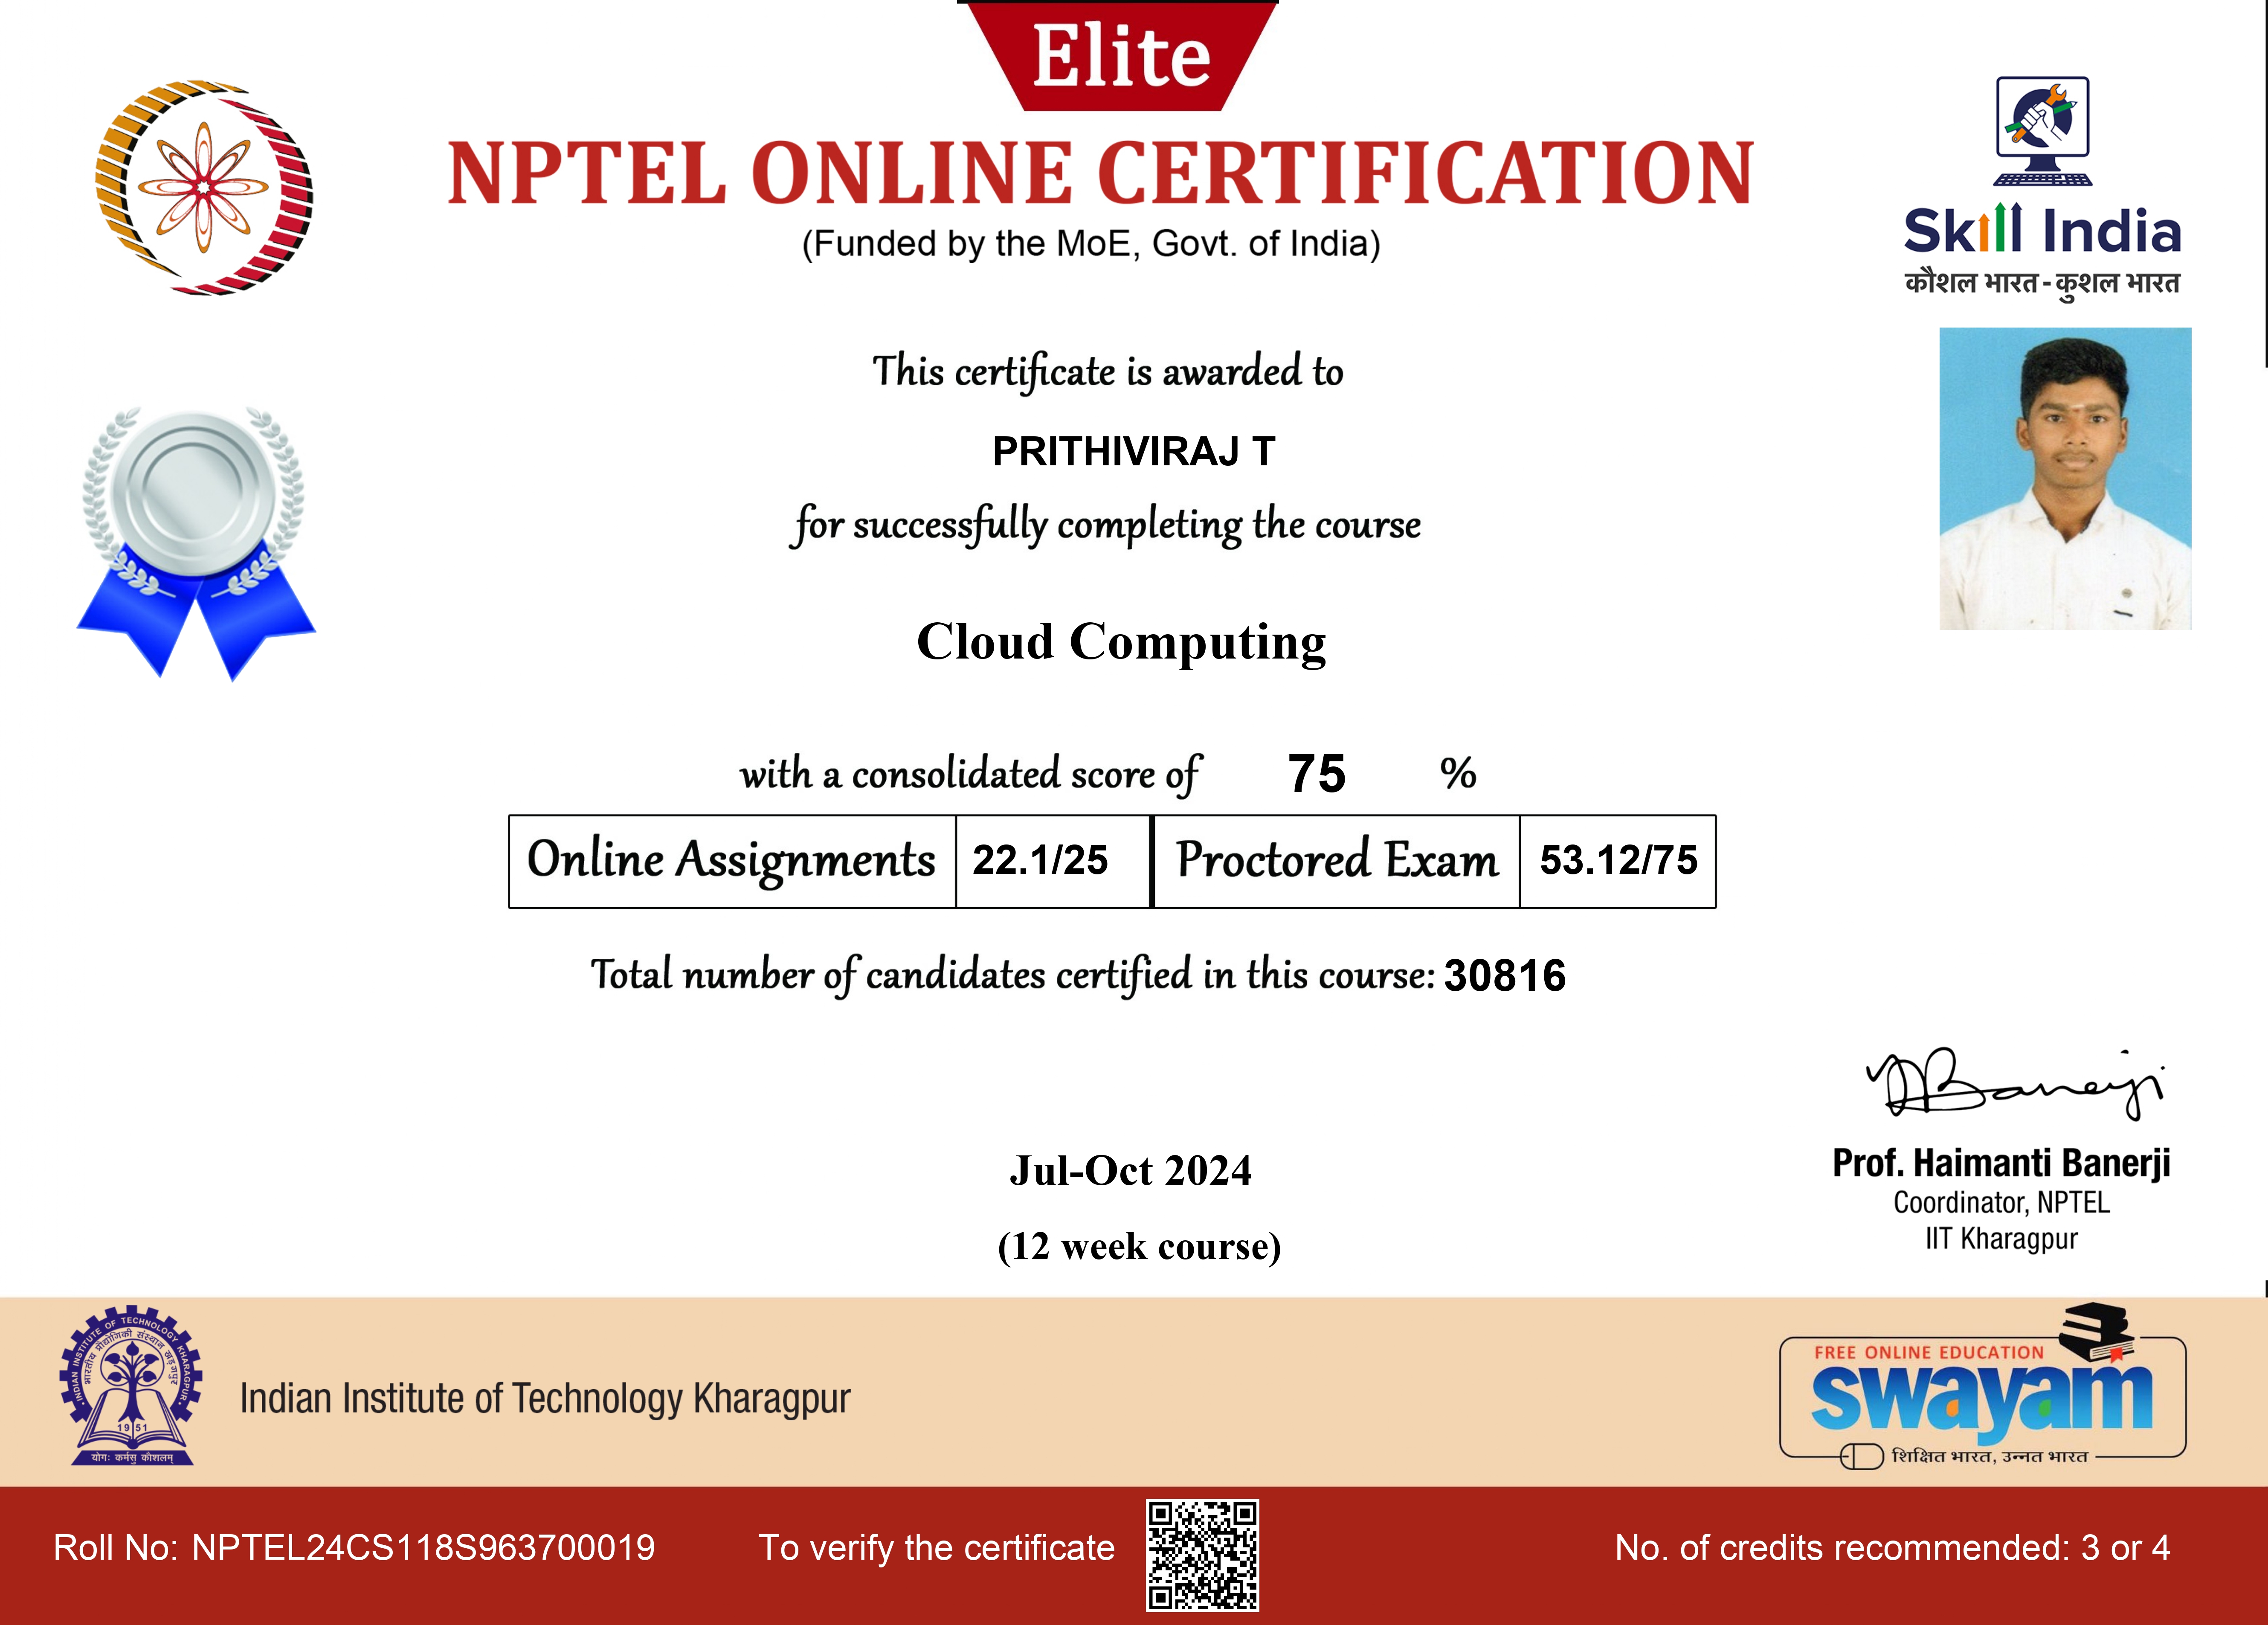 Elite
NPTEL ONLINE CERTIFICATION
(Funded by the MoE, Govt. of India)
Skill India
कौशल भारत - कुशल भारत
This certificate is awarded to
PRITHIVIRAJ T
for successfully completing the course
Cloud Computing
with a consolidated score of 75 %
Online Assignments 22.1/25 Proctored Exam 53.12/75
Total number of candidates certified in this course: 30816
Banerji
Prof. Haimanti Banerji
Coordinator, NPTEL
IIT Kharagpur
Jul-Oct 2024
(12 week course)
INDIAN INSTITUTE OF TECHNOLOGY KHARAGPUR
भारतीय प्रौद्योगिकी संस्थान खड़गपुर
1951
योगः कर्मसु कौशलम्
Indian Institute of Technology Kharagpur
FREE ONLINE EDUCATION
swayam
शिक्षित भारत, उन्नत भारत
Roll No: NPTEL24CS118S963700019
To verify the certificate
No. of credits recommended: 3 or 4